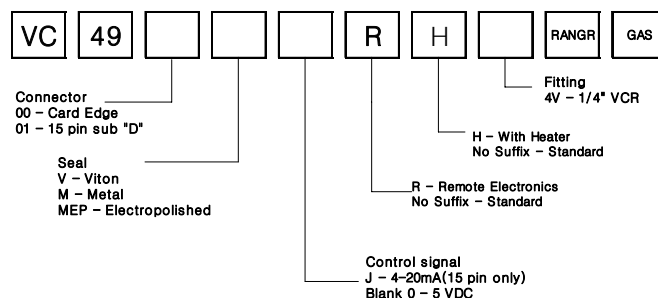 VC 49 R H RANGR GAS
Connector
00 - Card Edge
01 - 15 pin sub "D"
Fitting
4V - 1/4" VCR
H - With Heater
No Suffix - Standard
Seal
V - Viton
M - Metal
MEP - Electropolished
R - Remote Electronics
No Suffix - Standard
Control signal
J - 4-20mA(15 pin only)
Blank 0 - 5 VDC